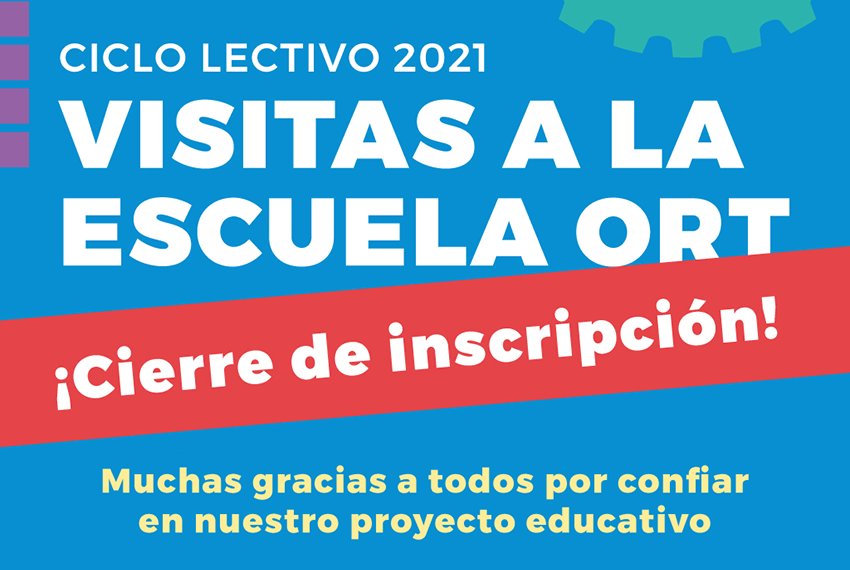 CICLO LECTIVO 2021
VISITAS A LA
ESCUELA ORT
¡Cierre de inscripción!
Muchas gracias a todos por confiar
en nuestro proyecto educativo